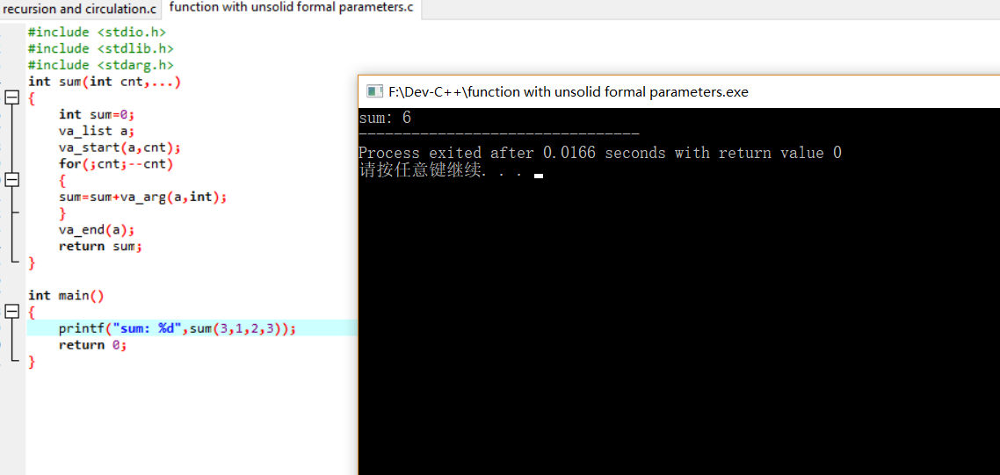 recursion and circulation.c
function with unsolid formal parameters.c
#include <stdio.h>
#include <stdlib.h>
#include <stdarg.h>
int sum(int cnt,...)
{
int sum=0;
va_list a;
va_start(a,cnt);
for(;cnt;--cnt)
{
sum=sum+va_arg(a,int);
}
va_end(a);
return sum;
}
int main()
{
printf("sum: %d",sum(3,1,2,3));
return 0;
}
F:\Dev-C++\function with unsolid formal parameters.exe
sum: 6
--------------------------------
Process exited after 0.0166 seconds with return value 0
请按任意键继续. . .